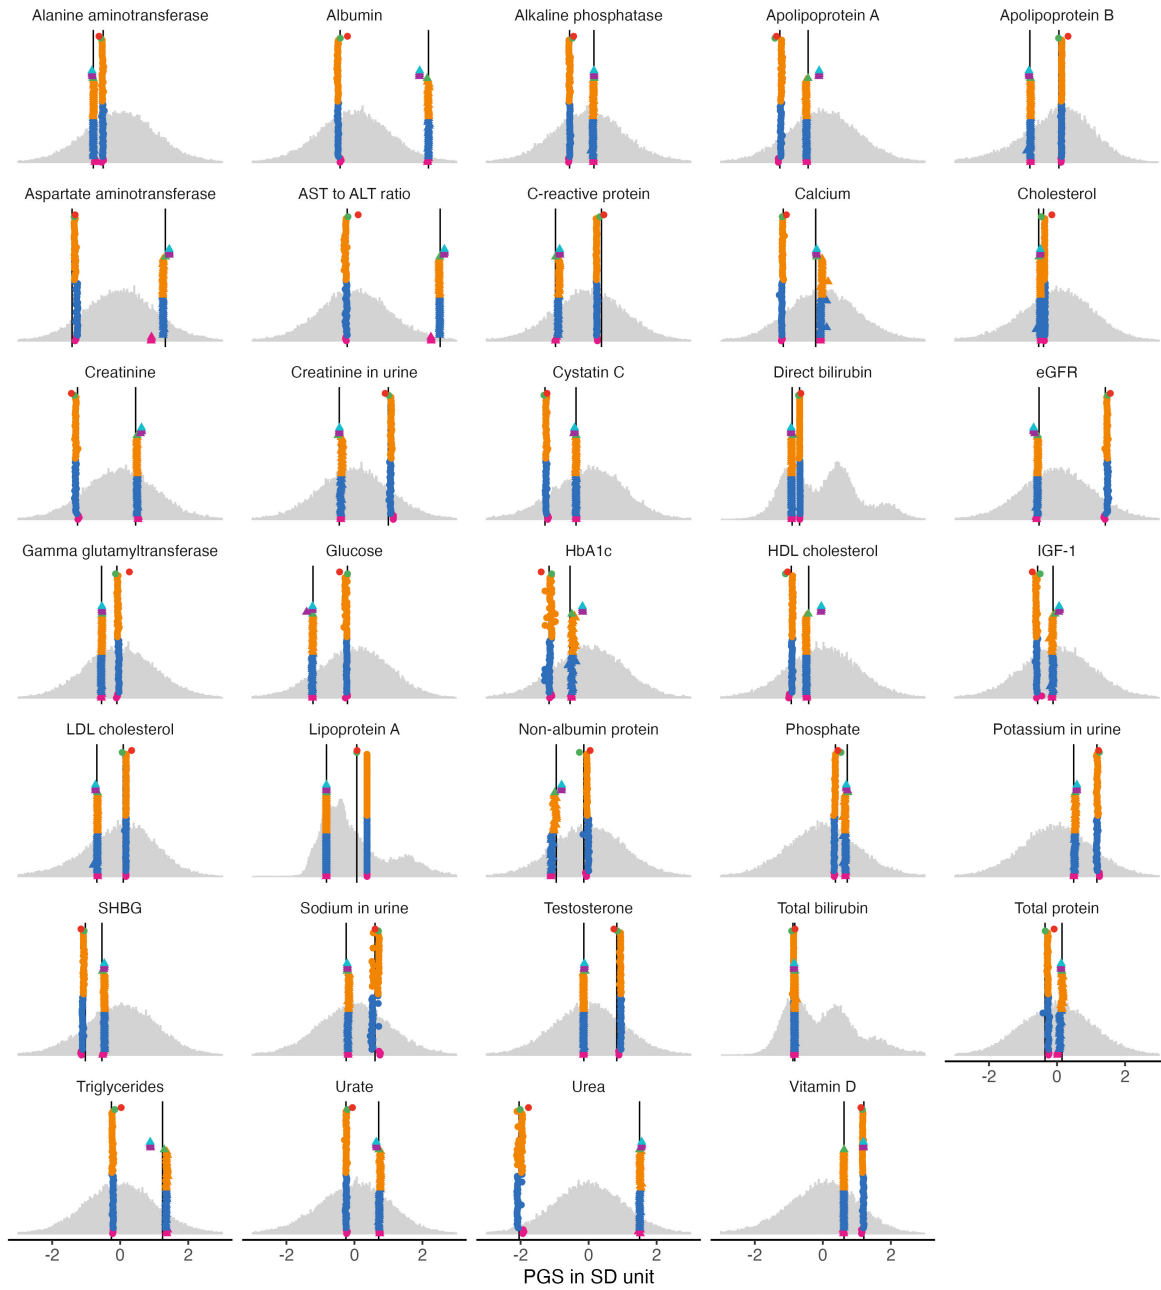 Alanine aminotransferase
Albumin
Alkaline phosphatase
Apolipoprotein A
Apolipoprotein B
Aspartate aminotransferase
AST to ALT ratio
C-reactive protein
Calcium
Cholesterol
Creatinine
Creatinine in urine
Cystatin C
Direct bilirubin
eGFR
Gamma glutamyltransferase
Glucose
HbA1c
HDL cholesterol
IGF-1
LDL cholesterol
Lipoprotein A
Non-albumin protein
Phosphate
Potassium in urine
SHBG
Sodium in urine
Testosterone
Total bilirubin
Total protein
-2 0 2
Triglycerides
Urate
Urea
Vitamin D
-2 0 2
-2 0 2
-2 0 2
-2 0 2
PGS in SD unit